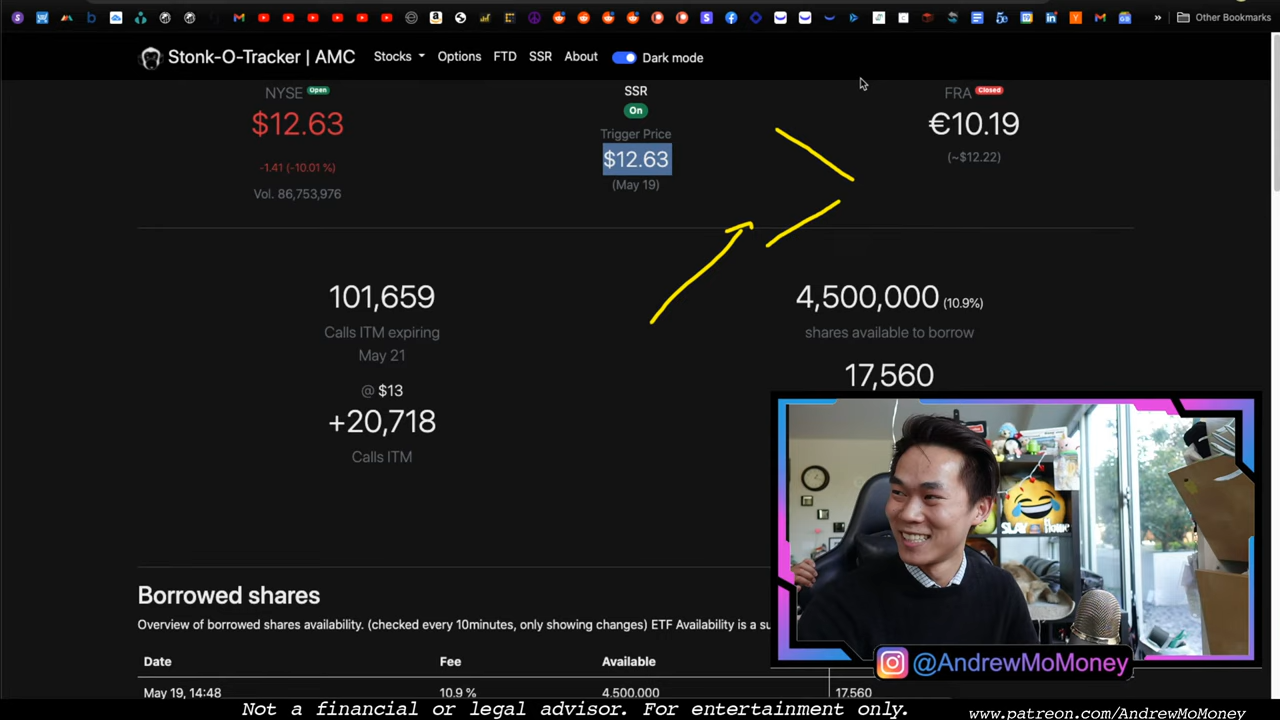 Other Bookmarks
Stonk-O-Tracker | AMC
Stocks
Options
FTD
SSR
About
Dark mode
NYSE Open
$12.63
-1.41 (-10.01 %)
Vol. 86,753,976
SSR
On
Trigger Price
$12.63
(May 19)
FRA Closed
€10.19
(~$12.22)
101,659
Calls ITM expiring
May 21
@ $13
+20,718
Calls ITM
4,500,000 (10.9%)
shares available to borrow
17,560
Borrowed shares
Overview of borrowed shares availability. (checked every 10minutes, only showing changes) ETF Availability is a su
Date Fee Available
May 19, 14:48 10.9 % 4.500.000 17.560
SLAY
Home
@AndrewMoMoney
Not a financial or legal advisor. For entertainment only.
www.patreon.com/AndrewMoMoney